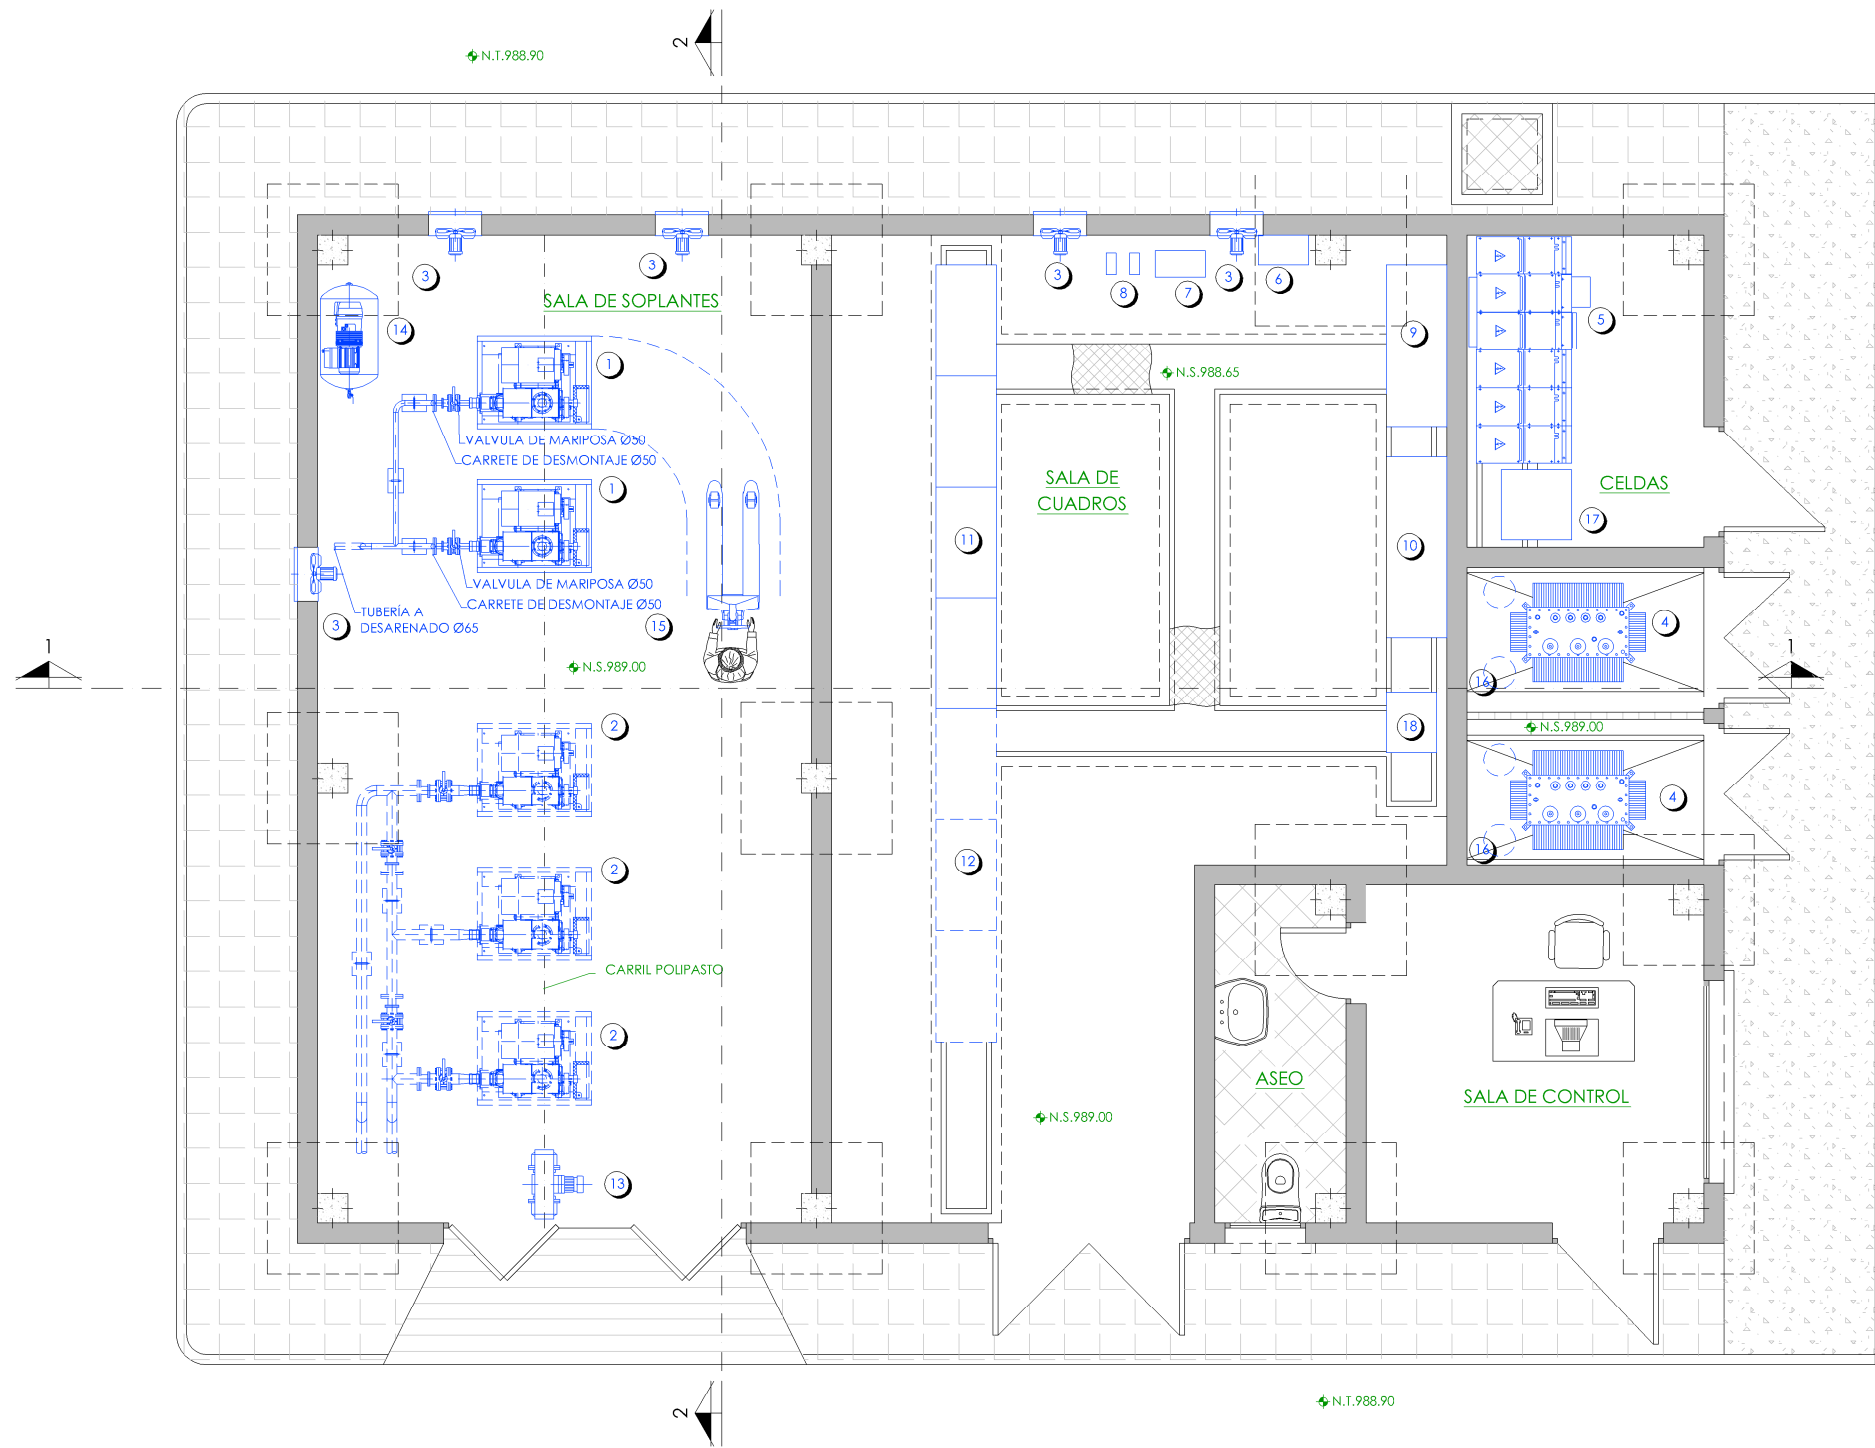 2
N.T.988.90
3
3
3
8
7
3
6
SALA DE SOPLANTES
14
1
9
5
N.S.988.65
VALVULA DE MARIPOSA Ø50
CARRETE DE DESMONTAJE Ø50
1
SALA DE
CUADROS
CELDAS
17
11
10
VALVULA DE MARIPOSA Ø50
CARRETE DE DESMONTAJE Ø50
TUBERÍA A
DESARENADO Ø65
3
15
4
1
1
N.S.989.00
16
2
18
N.S.989.00
4
16
12
2
CARRIL POLIPASTO
2
ASEO
SALA DE CONTROL
N.S.989.00
13
2
N.T.988.90